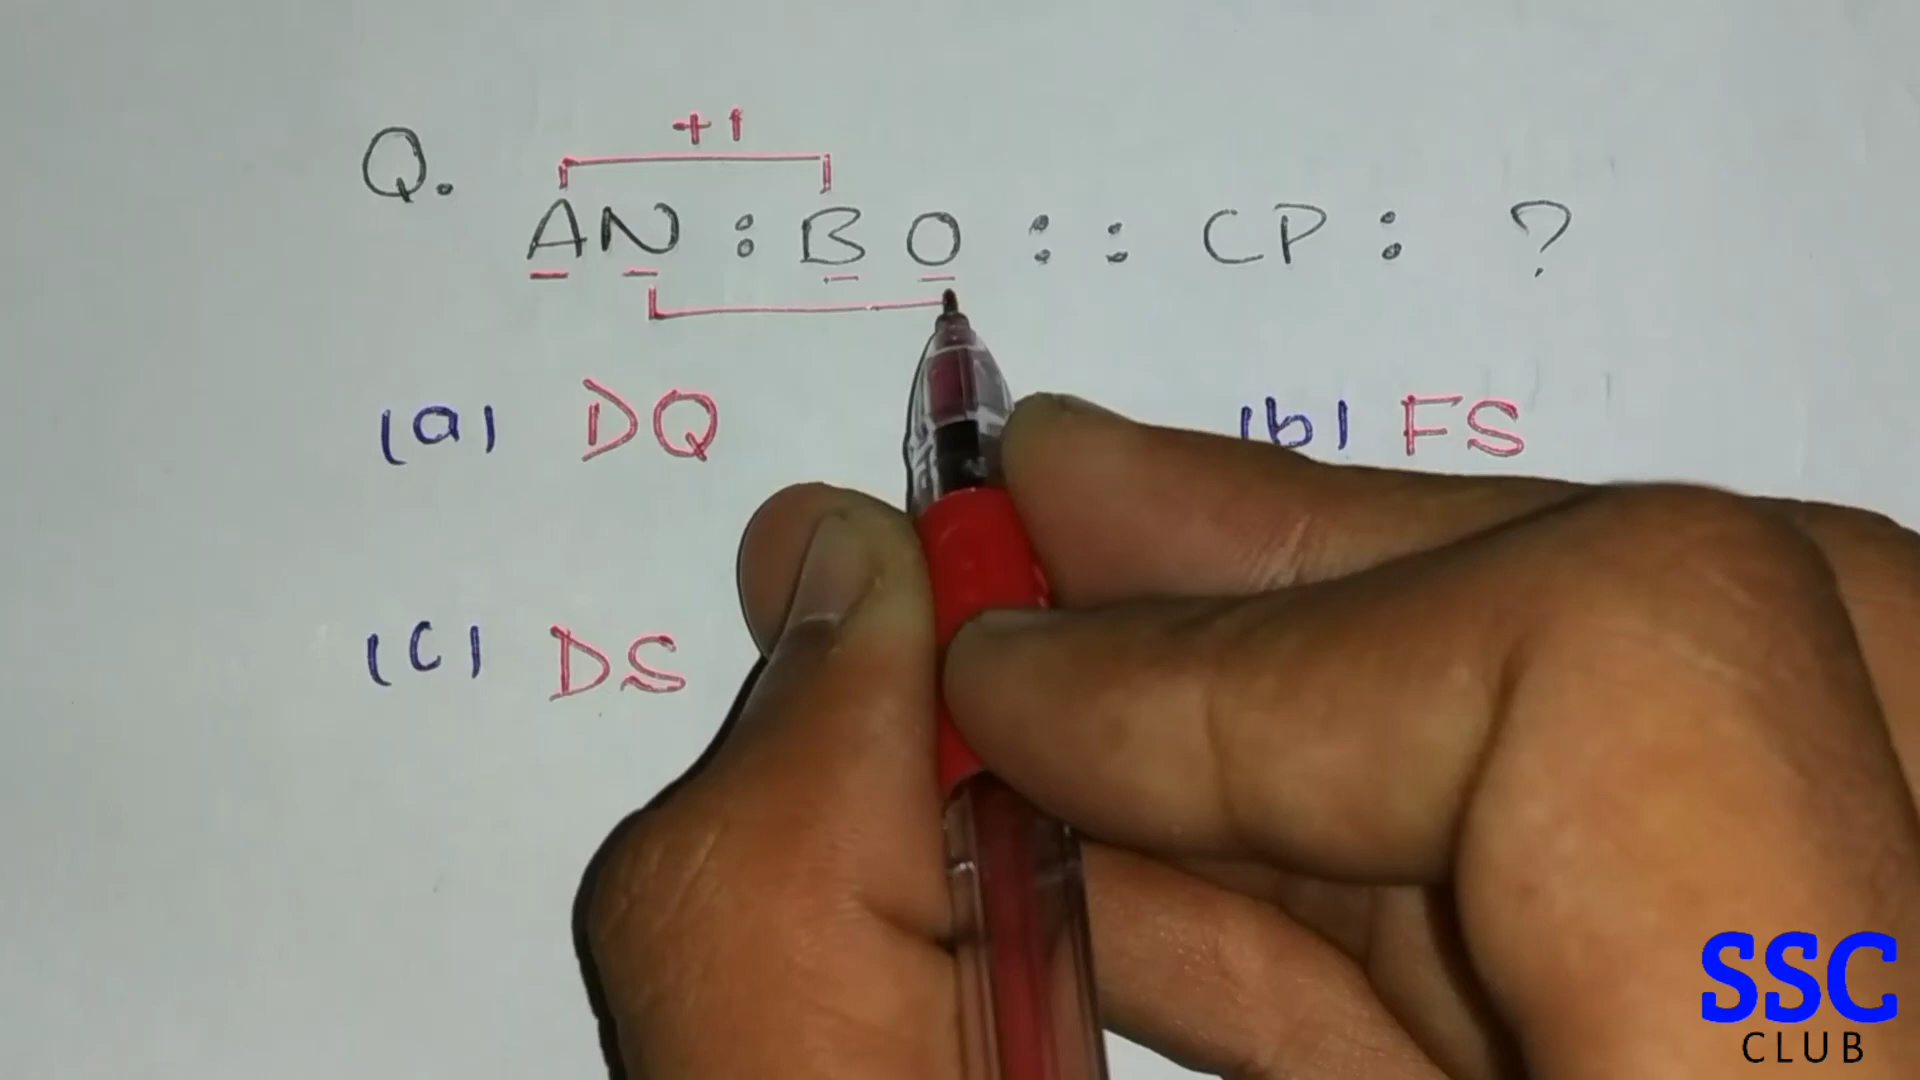 +1
Q. AN : BO : : CP : ?
(a) DQ (b) FS
(c) DS
SSC
CLUB